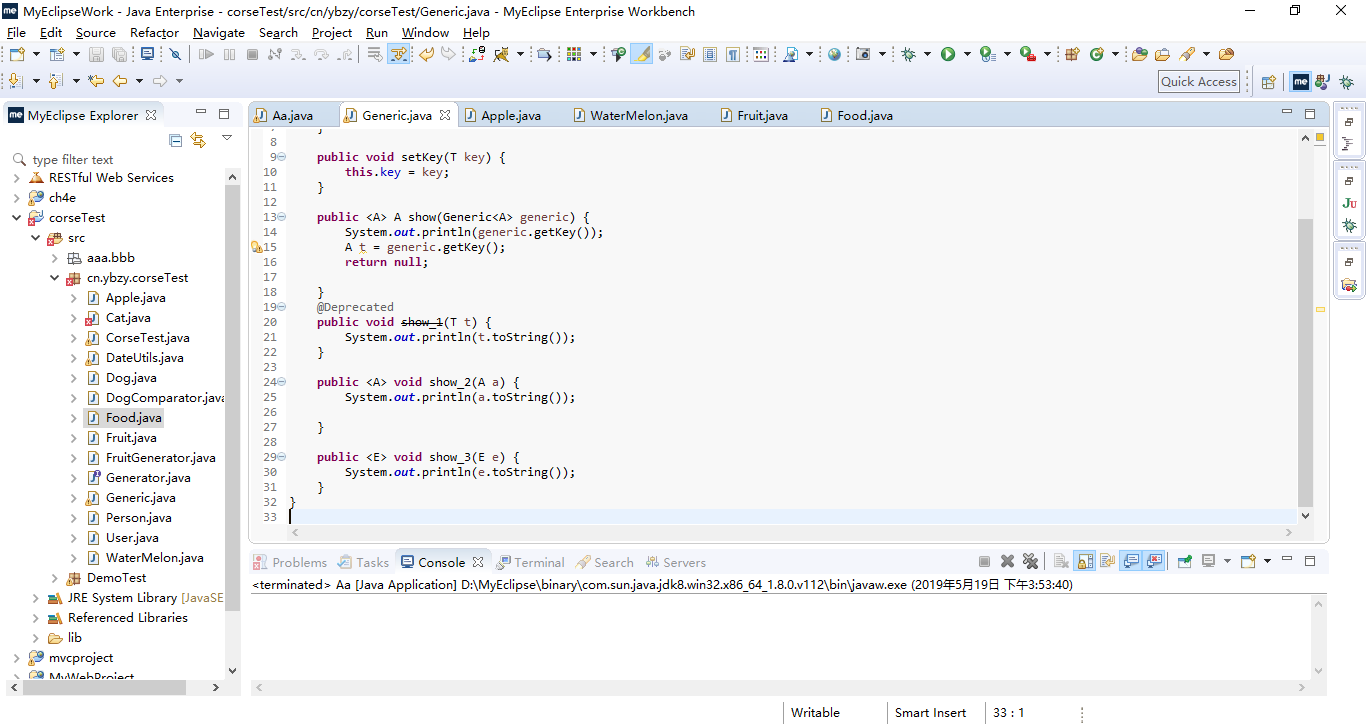 MyEclipseWork - Java Enterprise - corseTest/src/cn/ybzy/corseTest/Generic.java - MyEclipse Enterprise Workbench
File Edit Source Refactor Navigate Search Project Run Window Help
Quick Access
MyEclipse Explorer
type filter text
RESTful Web Services
ch4e
corseTest
src
aaa.bbb
cn.ybzy.corseTest
Apple.java
Cat.java
CorseTest.java
DateUtils.java
Dog.java
DogComparator.java
Food.java
Fruit.java
FruitGenerator.java
Generator.java
Generic.java
Person.java
User.java
WaterMelon.java
DemoTest
JRE System Library [JavaSE
Referenced Libraries
lib
mvcproject
MyWebProject
Aa.java Generic.java Apple.java WaterMelon.java Fruit.java Food.java
8
9 public void setKey(T key) {
10 this.key = key;
11 }
12
13 public <A> A show(Generic<A> generic) {
14 System.out.println(generic.getKey());
15 A t = generic.getKey();
16 return null;
17
18 }
19 @Deprecated
20 public void show_1(T t) {
21 System.out.println(t.toString());
22 }
23
24 public <A> void show_2(A a) {
25 System.out.println(a.toString());
26
27 }
28
29 public <E> void show_3(E e) {
30 System.out.println(e.toString());
31 }
32 }
33
Problems Tasks Console Terminal Search Servers
<terminated> Aa [Java Application] D:\MyEclipse\binary\com.sun.java.jdk8.win32.x86_64_1.8.0.v112\bin\javaw.exe (2019年5月19日 下午3:53:40)
Writable Smart Insert 33 : 1